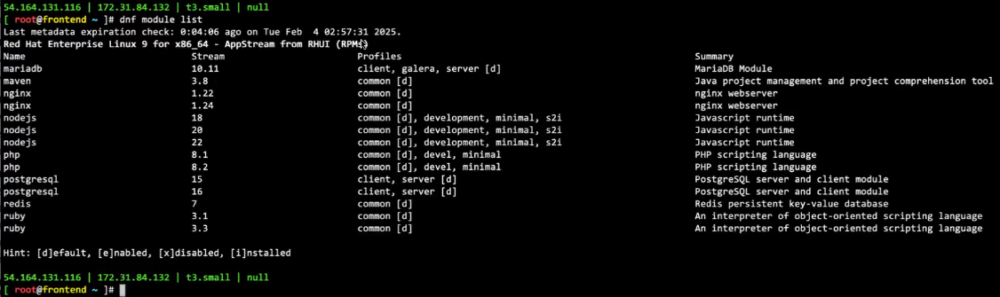 54.164.131.116 | 172.31.84.132 | t3.small | null
[ root@frontend ~ ]# dnf module list
Last metadata expiration check: 0:04:06 ago on Tue Feb  4 02:57:31 2025.
Red Hat Enterprise Linux 9 for x86_64 - AppStream from RHUI (RPMs)
Name Stream Profiles Summary
mariadb 10.11 client, galera, server [d] MariaDB Module
maven 3.8 common [d] Java project management and project comprehension tool
nginx 1.22 common [d] nginx webserver
nginx 1.24 common [d] nginx webserver
nodejs 18 common [d], development, minimal, s2i Javascript runtime
nodejs 20 common [d], development, minimal, s2i Javascript runtime
nodejs 22 common [d], development, minimal, s2i Javascript runtime
php 8.1 common [d], devel, minimal PHP scripting language
php 8.2 common [d], devel, minimal PHP scripting language
postgresql 15 client, server [d] PostgreSQL server and client module
postgresql 16 client, server [d] PostgreSQL server and client module
redis 7 common [d] Redis persistent key-value database
ruby 3.1 common [d] An interpreter of object-oriented scripting language
ruby 3.3 common [d] An interpreter of object-oriented scripting language
Hint: [d]efault, [e]nabled, [x]disabled, [i]nstalled
54.164.131.116 | 172.31.84.132 | t3.small | null
[ root@frontend ~ ]#